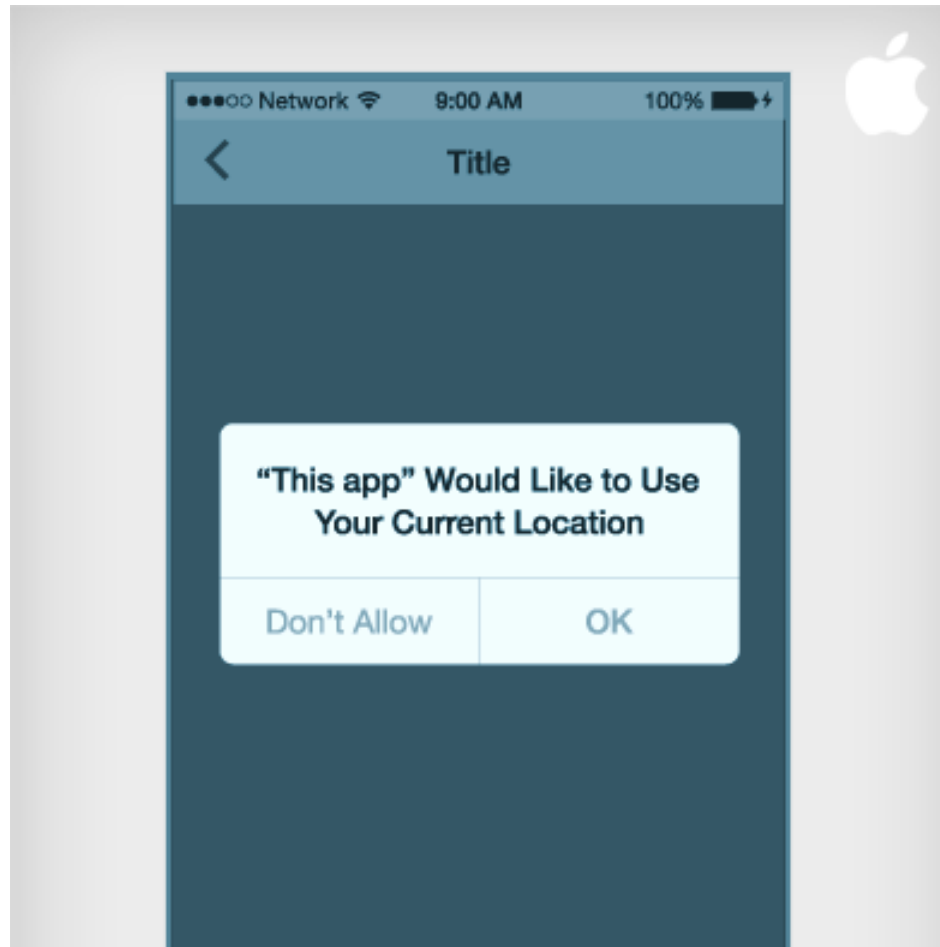 Network 9:00 AM 100%
Title
“This app” Would Like to Use
Your Current Location
Don't Allow OK